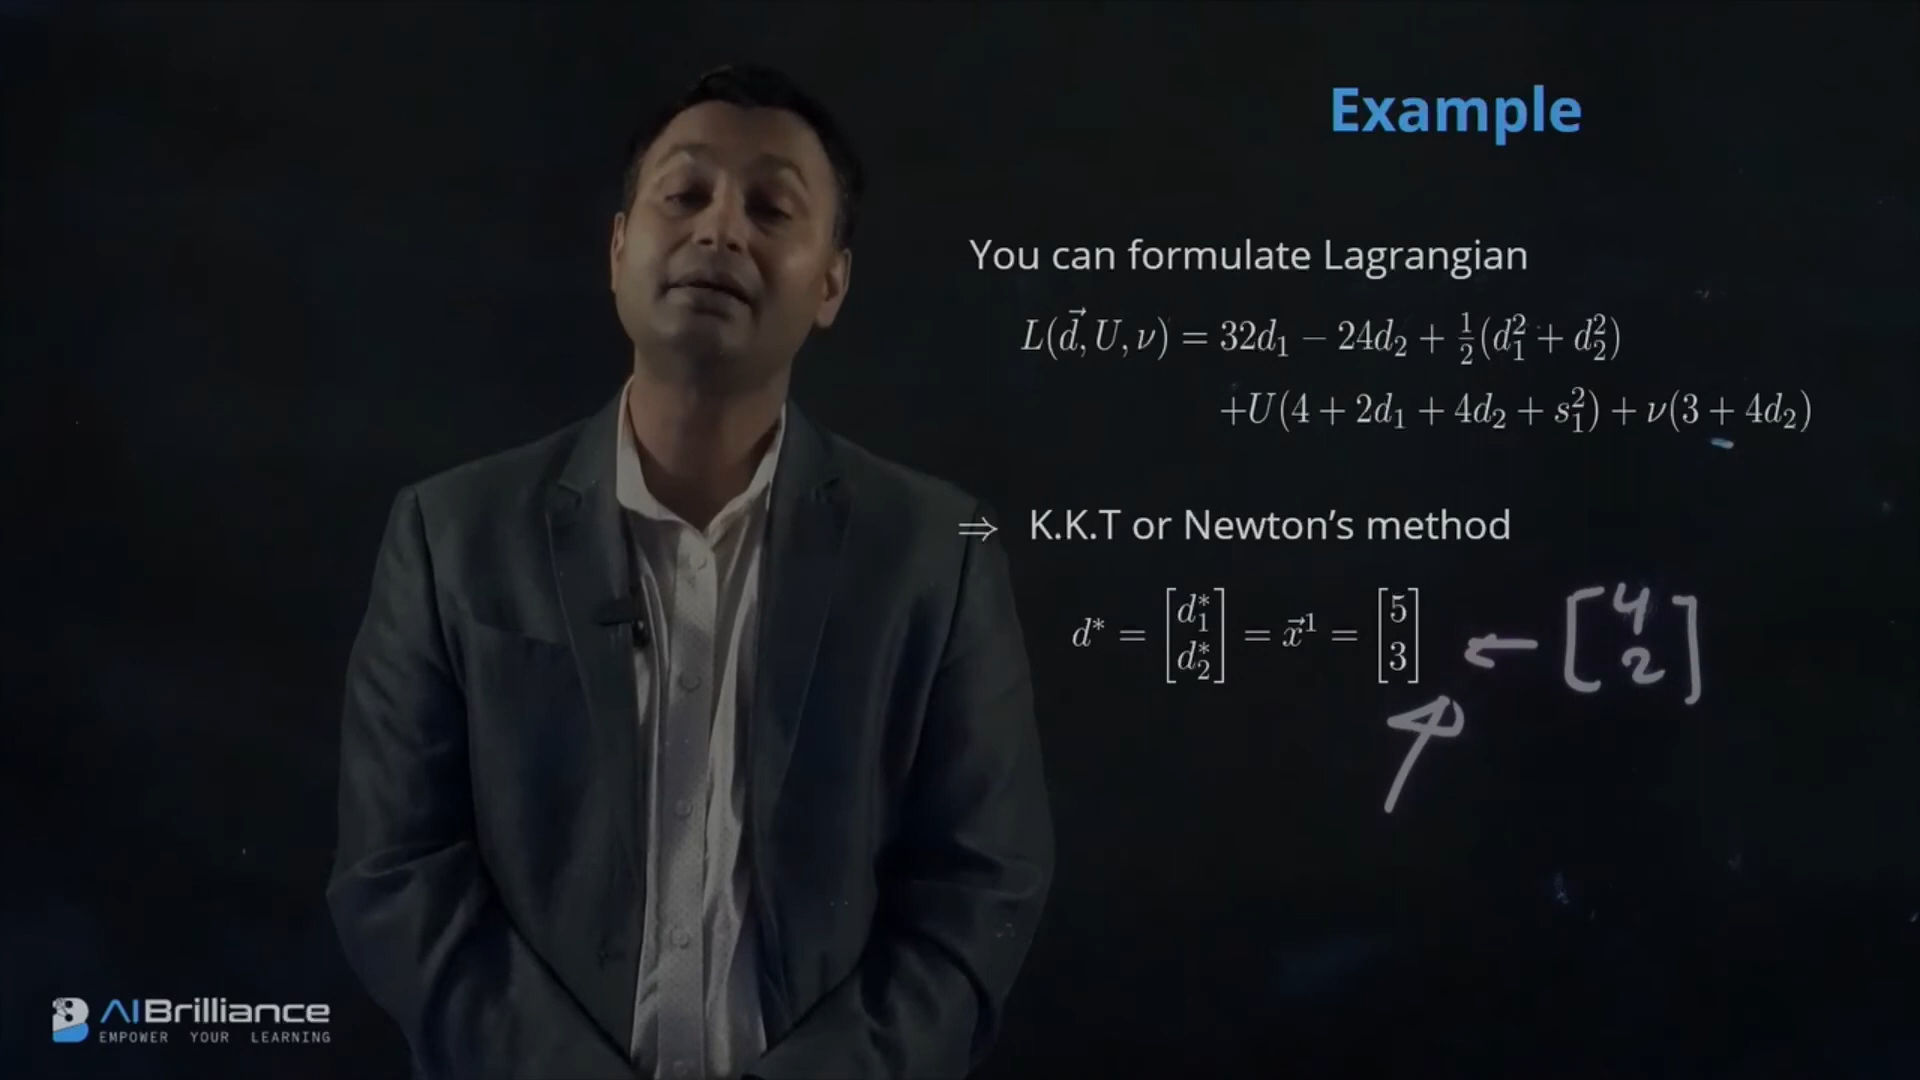 Example
You can formulate Lagrangian
L(d⃗, U, ν) = 32d₁ − 24d₂ + ½(d₁² + d₂²)
+U(4 + 2d₁ + 4d₂ + s₁²) + ν(3 + 4d₂)
⇒ K.K.T or Newton’s method
d* = [d₁* d₂*] = x⃗¹ = [5 3] ← [4 2]
AIBrilliance
EMPOWER YOUR LEARNING